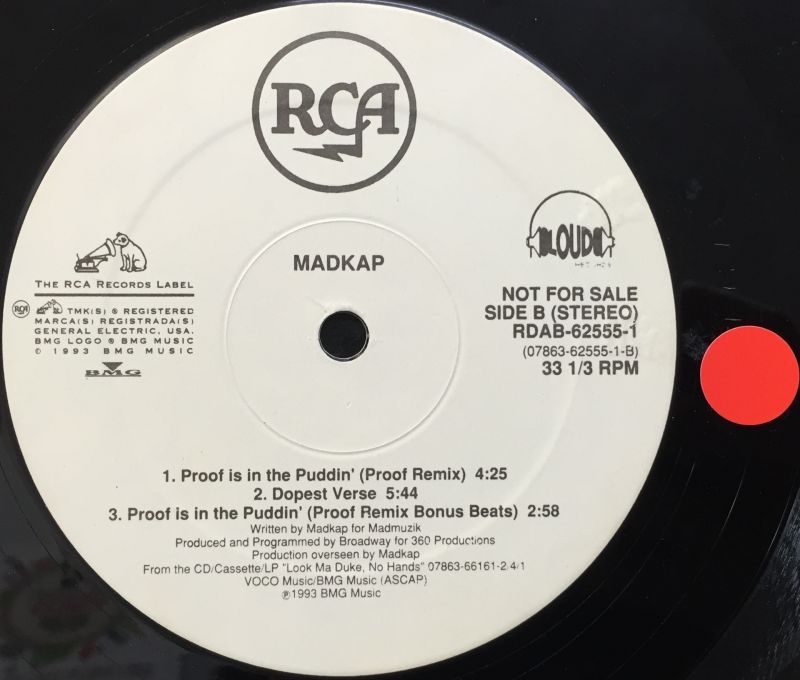 RCA
LOUD
MADKAP
THE RCA RECORDS LABEL
RCA TMK(S) ® REGISTERED
MARCA(S) REGISTRADA(S)
GENERAL ELECTRIC, USA.
BMG LOGO ® BMG MUSIC
© 1993 BMG MUSIC
BMG
NOT FOR SALE
SIDE B (STEREO)
RDAB-62555-1
(07863-62555-1-B)
33 1/3 RPM
1. Proof is in the Puddin' (Proof Remix) 4:25
2. Dopest Verse 5:44
3. Proof is in the Puddin' (Proof Remix Bonus Beats) 2:58
Written by Madkap for Madmuzik
Produced and Programmed by Broadway for 360 Productions
Production overseen by Madkap
From the CD/Cassette/LP "Look Ma Duke, No Hands" 07863-66161-2/4/1
VOCO Music/BMG Music (ASCAP)
℗1993 BMG Music